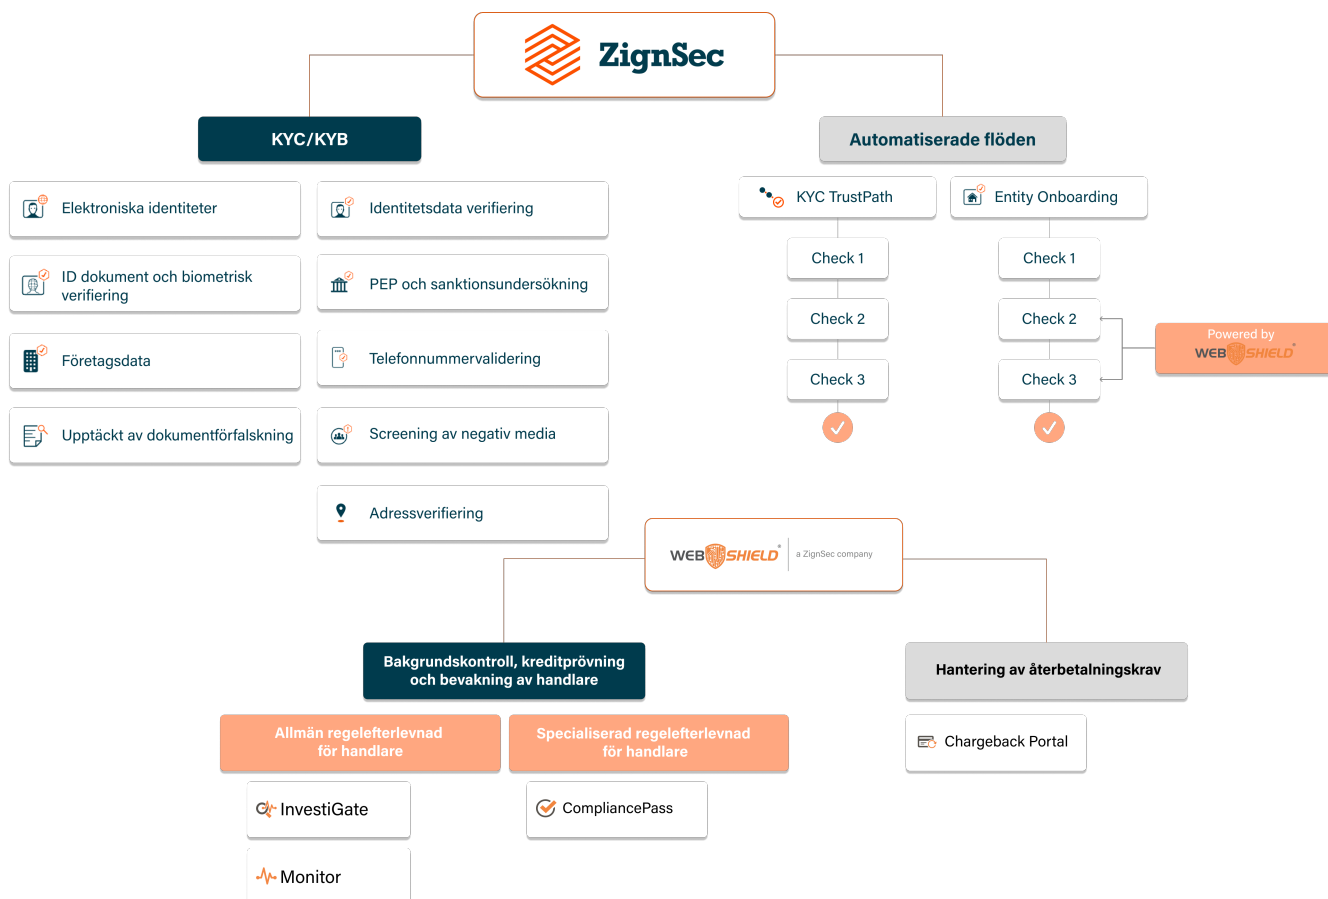 ZignSec
KYC/KYB
Automatiserade flöden
Elektroniska identiteter
Identitetsdata verifiering
ID dokument och biometrisk
verifiering
PEP och sanktionsundersökning
Företagsdata
Telefonnummervalidering
Upptäckt av dokumentförfalskning
Screening av negativ media
Adressverifiering
KYC TrustPath
Check 1
Check 2
Check 3
Entity Onboarding
Check 1
Check 2
Check 3
Powered by
WEB SHIELD
WEB SHIELD
a ZignSec company
Bakgrundskontroll, kreditprövning
och bevakning av handlare
Allmän regelefterlevnad
för handlare
InvestiGate
Monitor
Specialiserad regelefterlevnad
för handlare
CompliancePass
Hantering av återbetalningskrav
Chargeback Portal